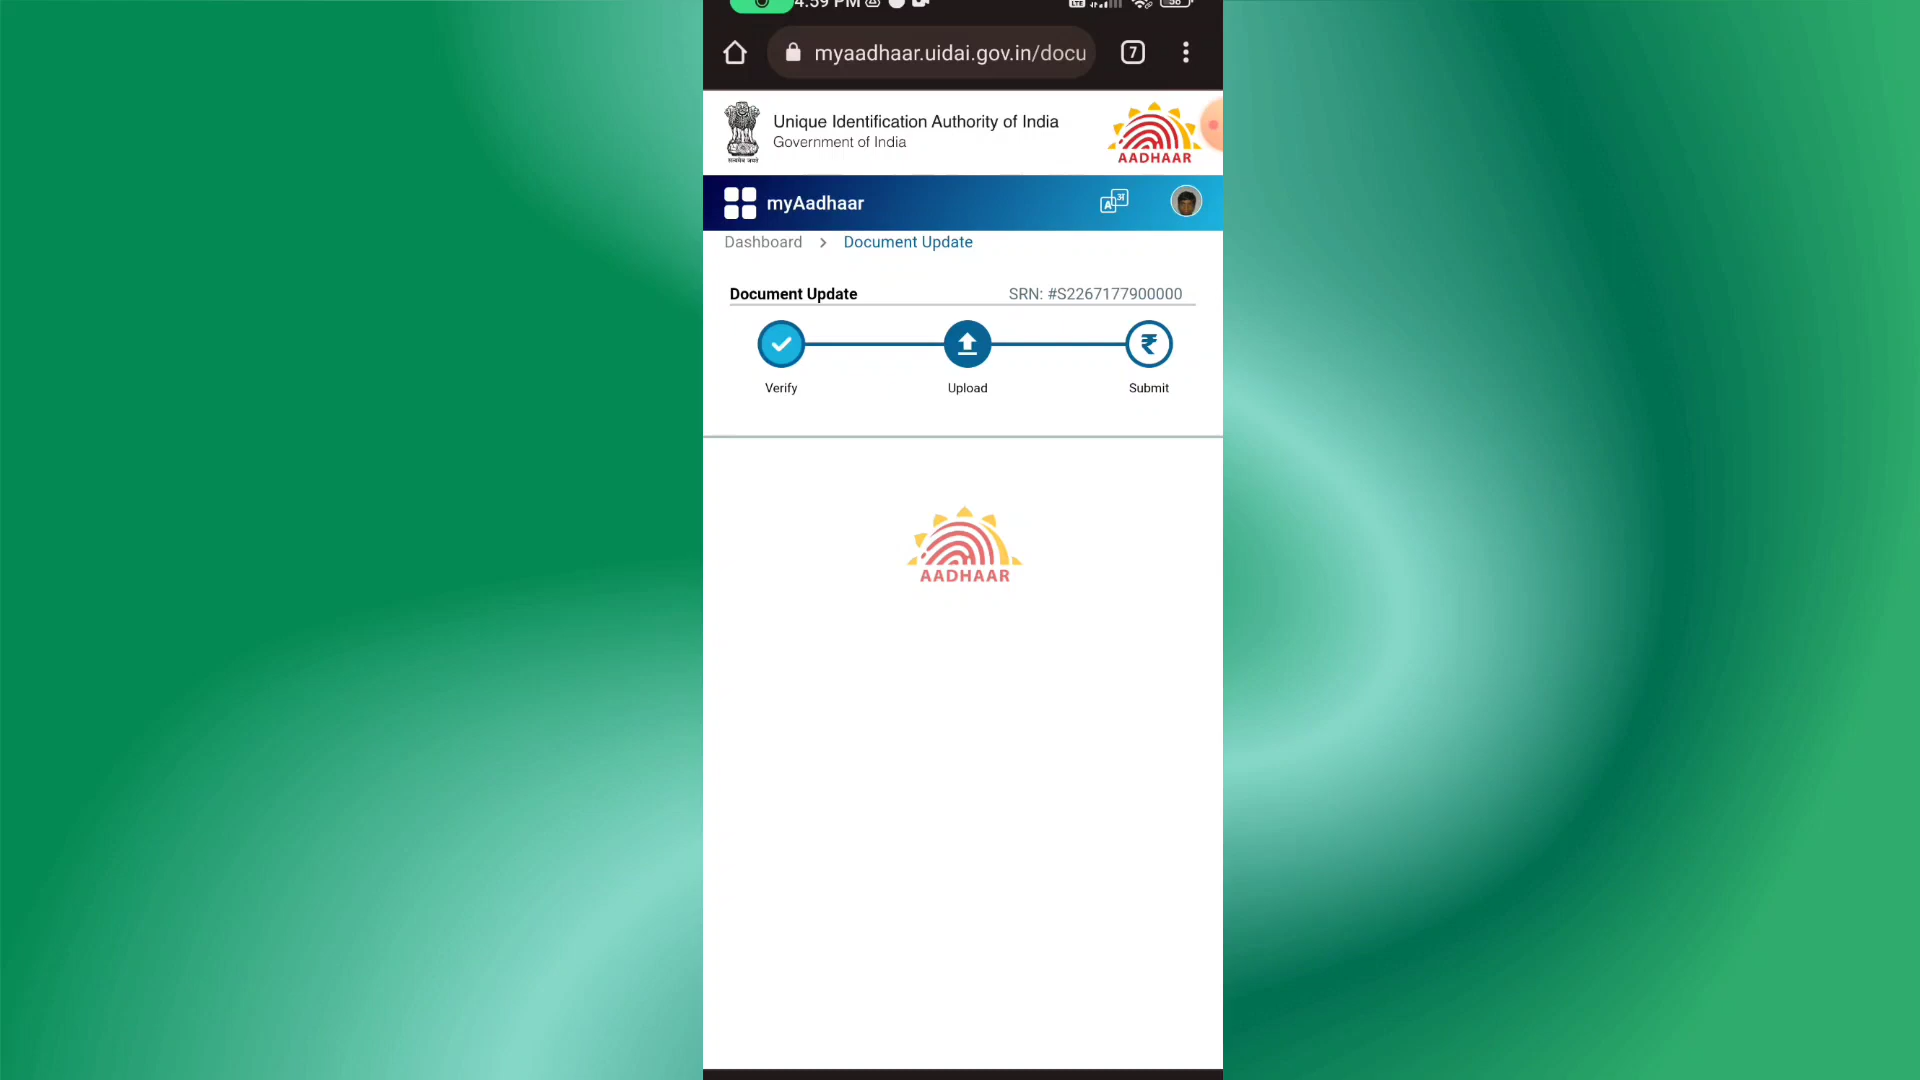 4:59 PM
myaadhaar.uidai.gov.in/docu
7
Unique Identification Authority of India
Government of India
AADHAAR
myAadhaar
Dashboard > Document Update
Document Update
SRN: #S2267177900000
₹
Verify
Upload
Submit
AADHAAR